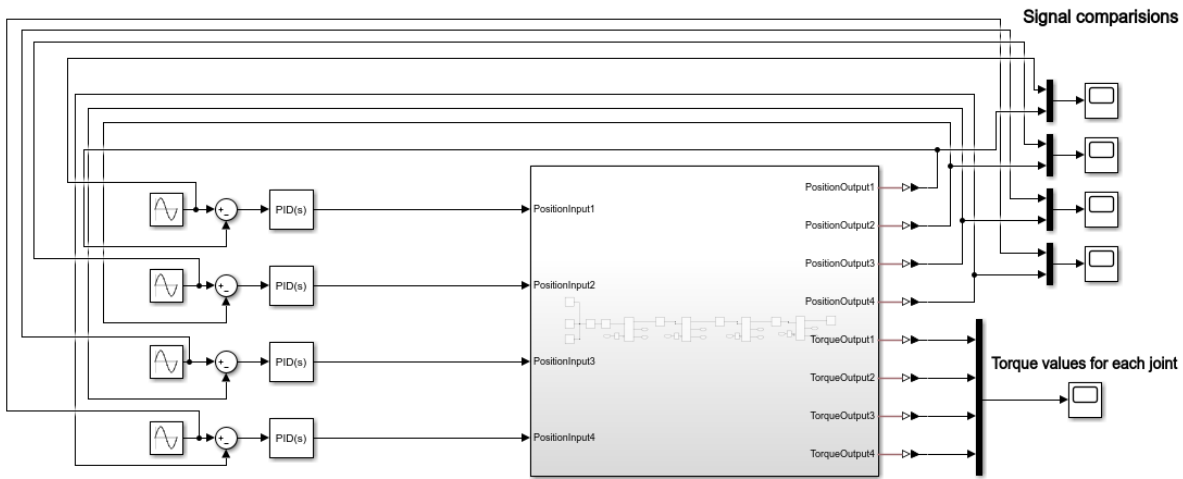 Signal comparisions
PositionOutput1
PID(s)
PositionInput1
PositionOutput2
PositionOutput3
PID(s)
PositionInput2
PositionOutput4
TorqueOutput1
PID(s)
PositionInput3
Torque values for each joint
TorqueOutput2
TorqueOutput3
PID(s)
PositionInput4
TorqueOutput4